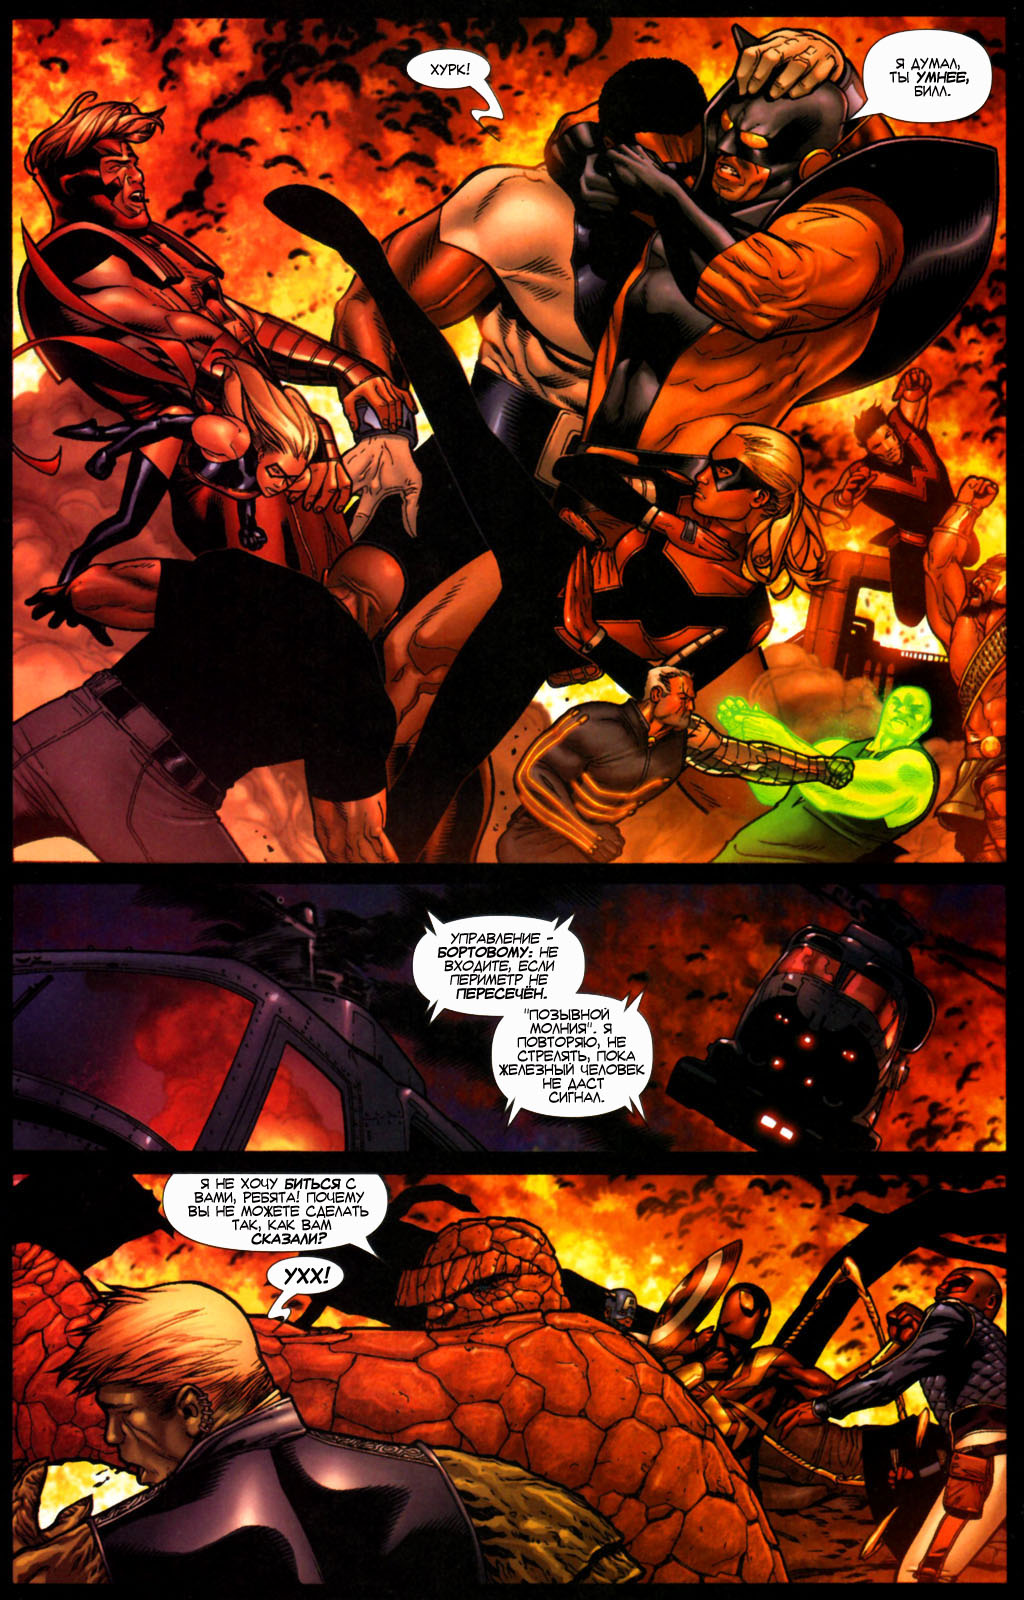 ХУРК!
Я ДУМАЛ,
ТЫ УМНЕЕ,
БИЛЛ.
УПРАВЛЕНИЕ -
БОРТОВОМУ: НЕ
ВХОДИТЕ, ЕСЛИ
ПЕРИМЕТР НЕ
ПЕРЕСЕЧЁН.
"ПОЗЫВНОЙ
МОЛНИЯ". Я
ПОВТОРЯЮ, НЕ
СТРЕЛЯТЬ, ПОКА
ЖЕЛЕЗНЫЙ ЧЕЛОВЕК
НЕ ДАСТ
СИГНАЛ.
Я НЕ ХОЧУ БИТЬСЯ С
ВАМИ, РЕБЯТА! ПОЧЕМУ
ВЫ НЕ МОЖЕТЕ СДЕЛАТЬ
ТАК, КАК ВАМ
СКАЗАЛИ?
УХХ!